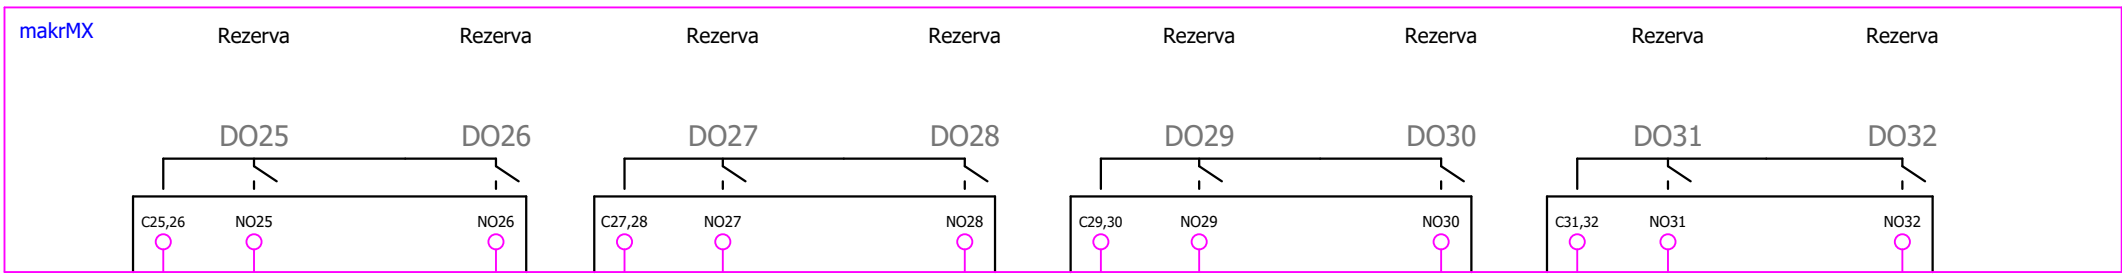 makrMX
Rezerva Rezerva Rezerva Rezerva Rezerva Rezerva Rezerva Rezerva
DO25 DO26 DO27 DO28 DO29 DO30 DO31 DO32
C25,26 NO25 NO26 C27,28 NO27 NO28 C29,30 NO29 NO30 C31,32 NO31 NO32